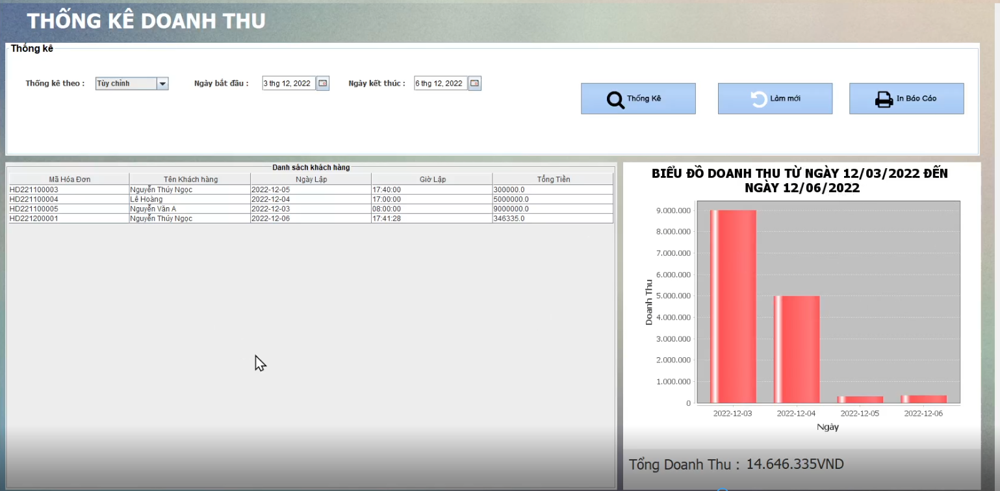 THỐNG KÊ DOANH THU
Thống kê
Thống kê theo : Tùy chỉnh Ngày bắt đầu : 3 thg 12, 2022 Ngày kết thúc : 6 thg 12, 2022
Thống Kê Làm mới In Báo Cáo
Danh sách khách hàng
Mã Hóa Đơn Tên Khách hàng Ngày Lập Giờ Lập Tổng Tiền
HD221100003 Nguyễn Thúy Ngọc 2022-12-05 17:40:00 300000.0
HD221100004 Lê Hoàng 2022-12-04 17:00:00 5000000.0
HD221100005 Nguyễn Văn A 2022-12-03 08:00:00 9000000.0
HD221200001 Nguyễn Thúy Ngọc 2022-12-06 17:41:28 346335.0
BIỂU ĐỒ DOANH THU TỪ NGÀY 12/03/2022 ĐẾN
NGÀY 12/06/2022
Doanh Thu
9.000.000
8.000.000
7.000.000
6.000.000
5.000.000
4.000.000
3.000.000
2.000.000
1.000.000
0
2022-12-03 2022-12-04 2022-12-05 2022-12-06
Ngày
Tổng Doanh Thu : 14.646.335VND